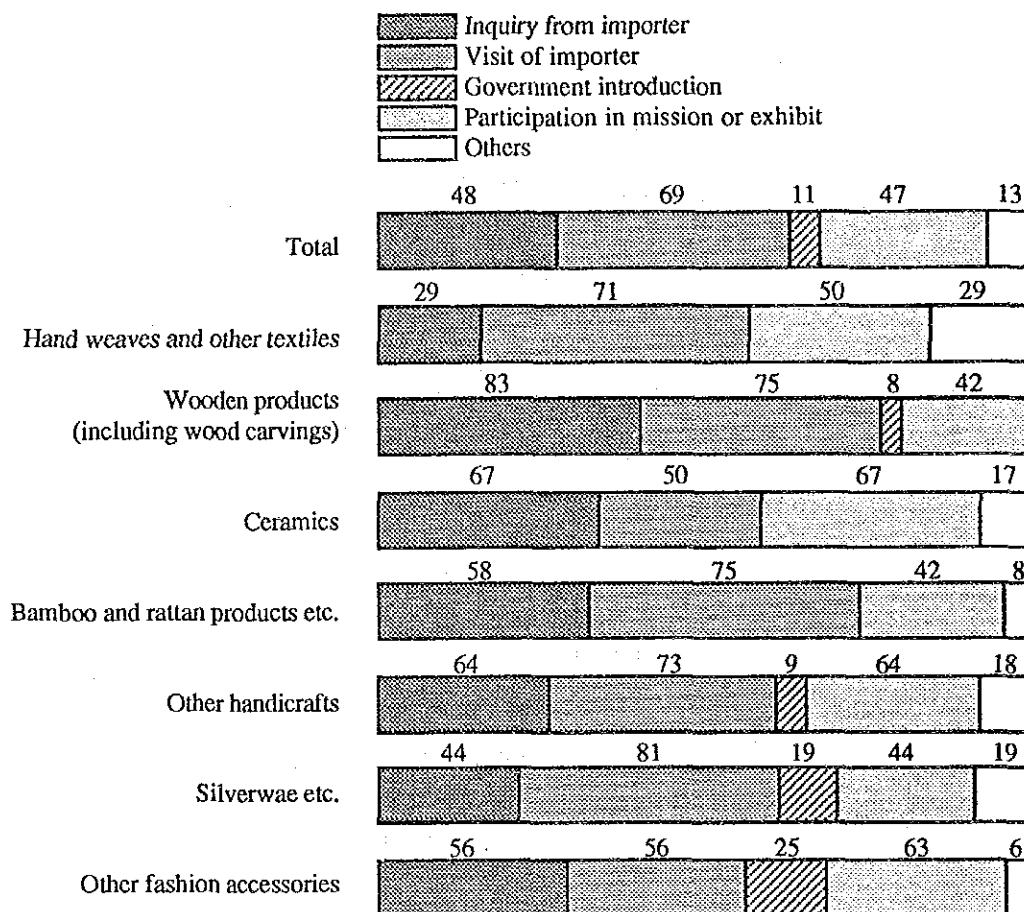 Inquiry from importer
Visit of importer
Government introduction
Participation in mission or exhibit
Others
48 69 11 47 13
Total
29 71 50 29
Hand weaves and other textiles
83 75 8 42
Wooden products
(including wood carvings)
67 50 67 17
Ceramics
58 75 42 8
Bamboo and rattan products etc.
64 73 9 64 18
Other handicrafts
44 81 19 44 19
Silverwae etc.
56 56 25 63 6
Other fashion accessories